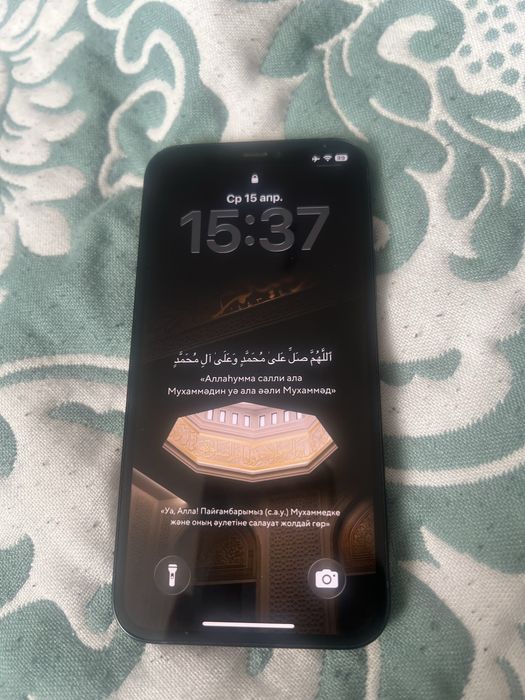 39
Ср 15 апр.
15:37
اَللّٰهُمَّ صَلِّ عَلَى مُحَمَّدٍ وَعَلَى آلِ مُحَمَّدٍ
«Аллаһумма салли ала
Мухаммәдин уә ала әәли Мухаммәд»
«Уа, Алла! Пайғамбарымыз (с.а.у.) Мұхаммедке
және оның әулетіне салауат жолдай гөр»